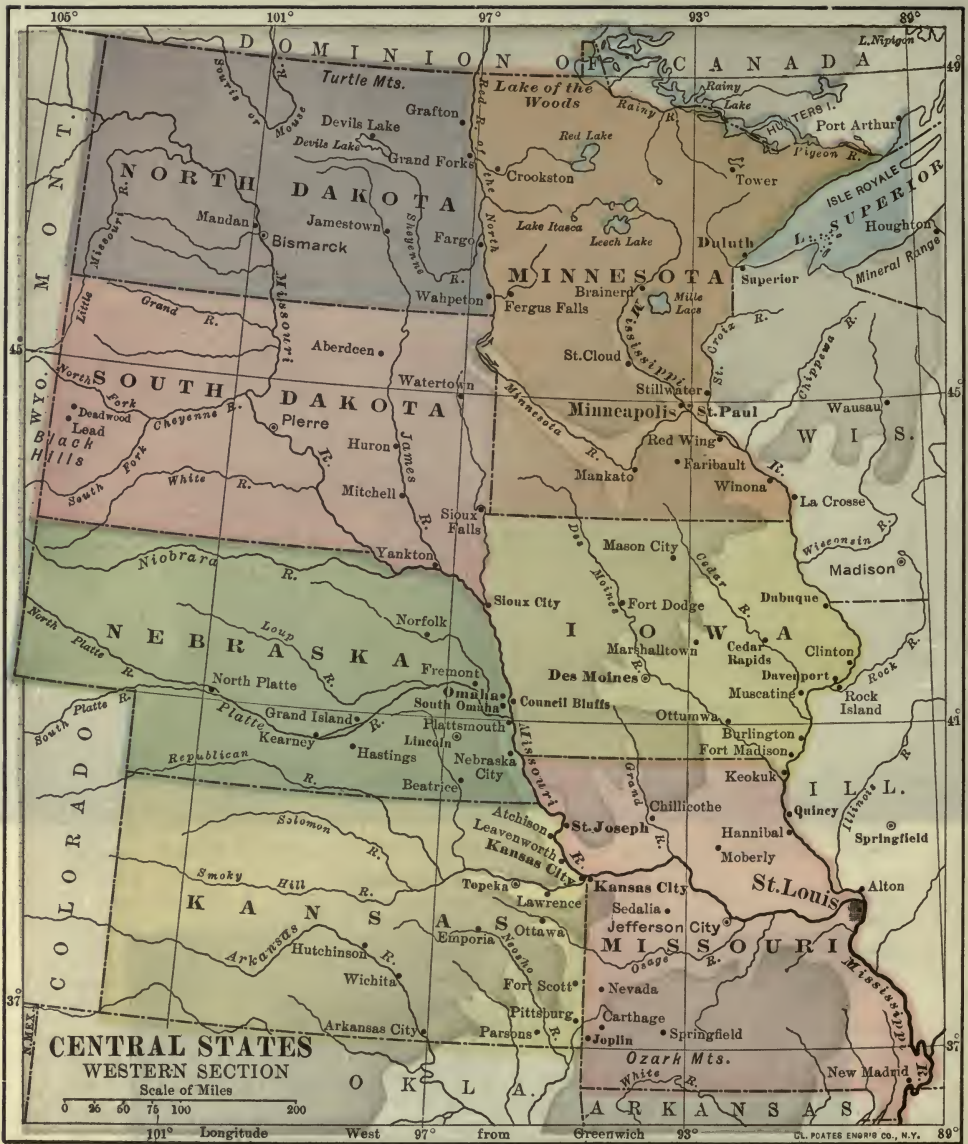 105° 101° 97° 93° 89°
DOMINION OF CANADA
L. Nipigon
49°
Souris or Mouse R.
Turtle Mts.
Lake of the Woods
Rainy R.
Rainy Lake
HUNTERS I.
Port Arthur
Pigeon R.
Grafton
Red R. of the North
Red Lake
Devils Lake
Devils Lake
Grand Forks
Crookston
Tower
ISLE ROYALE
L. SUPERIOR
MONT.
NORTH DAKOTA
Missouri R.
Mandan
Bismarck
Jamestown
Sheyenne R.
Fargo
Lake Itasca
Leech Lake
Duluth
Superior
Houghton
Mineral Range
MINNESOTA
Wahpeton
Fergus Falls
Brainerd
Mille Lacs
Little Missouri
Missouri
Grand R.
Aberdeen
St. Cloud
Mississippi
St. Croix R.
Chippewa R.
45°
WYO.
North Fork
SOUTH DAKOTA
Watertown
Stillwater
45°
Deadwood
Lead
Black Hills
Cheyenne R.
Pierre
Minnesota R.
Minneapolis
St. Paul
Wausau
WIS.
South Fork
White R.
R.
Huron
James R.
Red Wing
Faribault
Mankato
Winona
R.
La Crosse
Mitchell
Sioux Falls
Yankton
Wisconsin R.
Madison
Niobrara R.
Mason City
Des Moines R.
Cedar R.
Dubuque
Sioux City
Fort Dodge
IOWA
Norfolk
NEBRASKA
Loup R.
North Platte R.
Marshalltown
Cedar Rapids
Clinton
Rock R.
Fremont
Des Moines
Davenport
Rock Island
North Platte
Omaha
South Omaha
Council Bluffs
Muscatine
South Platte R.
Platte R.
Grand Island
Kearney
Plattsmouth
Ottumwa
41°
Lincoln
Burlington
Hastings
Nebraska City
Fort Madison
Republican R.
Beatrice
Missouri R.
Grand R.
Keokuk
ILL.
Illinois R.
COLORADO
Chillicothe
Quincy
Atchison
St. Joseph
Hannibal
Springfield
Solomon R.
Leavenworth
Moberly
Kansas City
Smoky Hill R.
Topeka
Kansas City
St. Louis
Alton
Lawrence
Sedalia
KANSAS
Jefferson City
Ottawa
Emporia
Neosho R.
MISSOURI
Arkansas R.
Hutchinson
Osage R.
Mississippi R.
Wichita
Fort Scott
Nevada
37°
N. MEX.
Pittsburg
Carthage
Arkansas City
Parsons
Joplin
Springfield
37°
Ozark Mts.
New Madrid
White R.
OKLA.
ARKANSAS
CENTRAL STATES
WESTERN SECTION
Scale of Miles
0 25 50 75 100 200
101° Longitude West 97° from Greenwich 93° 89°
CL. POATES ENGR'G CO., N.Y.